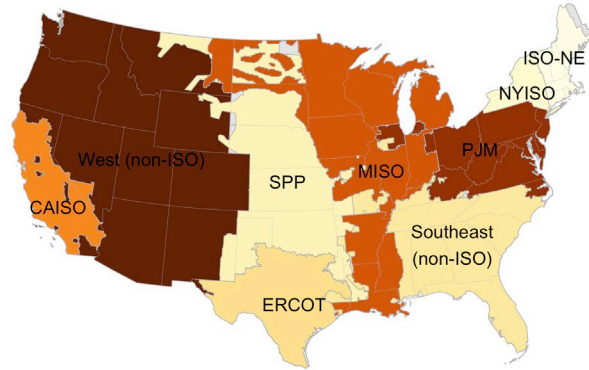 ISO-NE
NYISO
West (non-ISO)
SPP
MISO
PJM
CAISO
Southeast
(non-ISO)
ERCOT